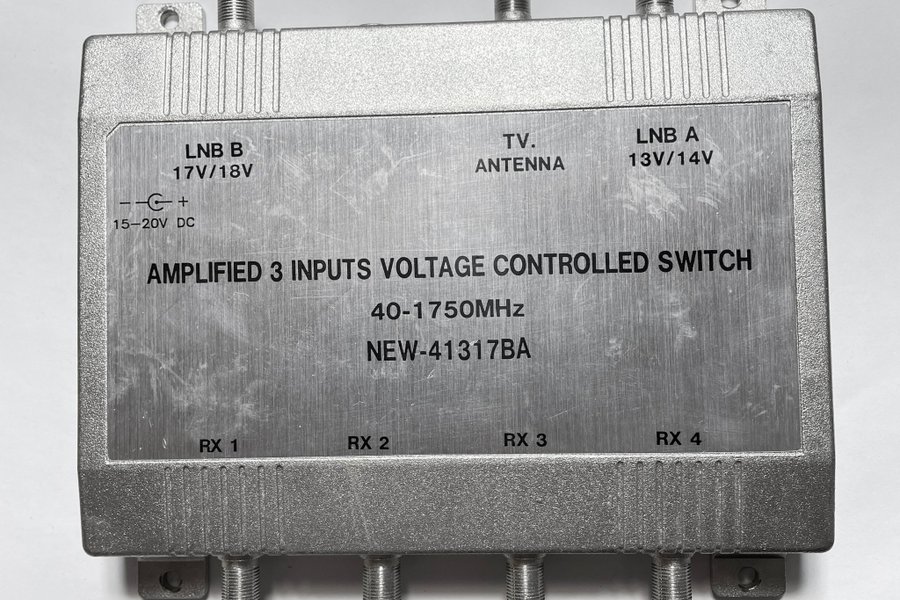 LNB B
17V/18V
TV.
ANTENNA
LNB A
13V/14V
− +
15–20V DC
AMPLIFIED 3 INPUTS VOLTAGE CONTROLLED SWITCH
40-1750MHz
NEW-41317BA
RX 1
RX 2
RX 3
RX 4